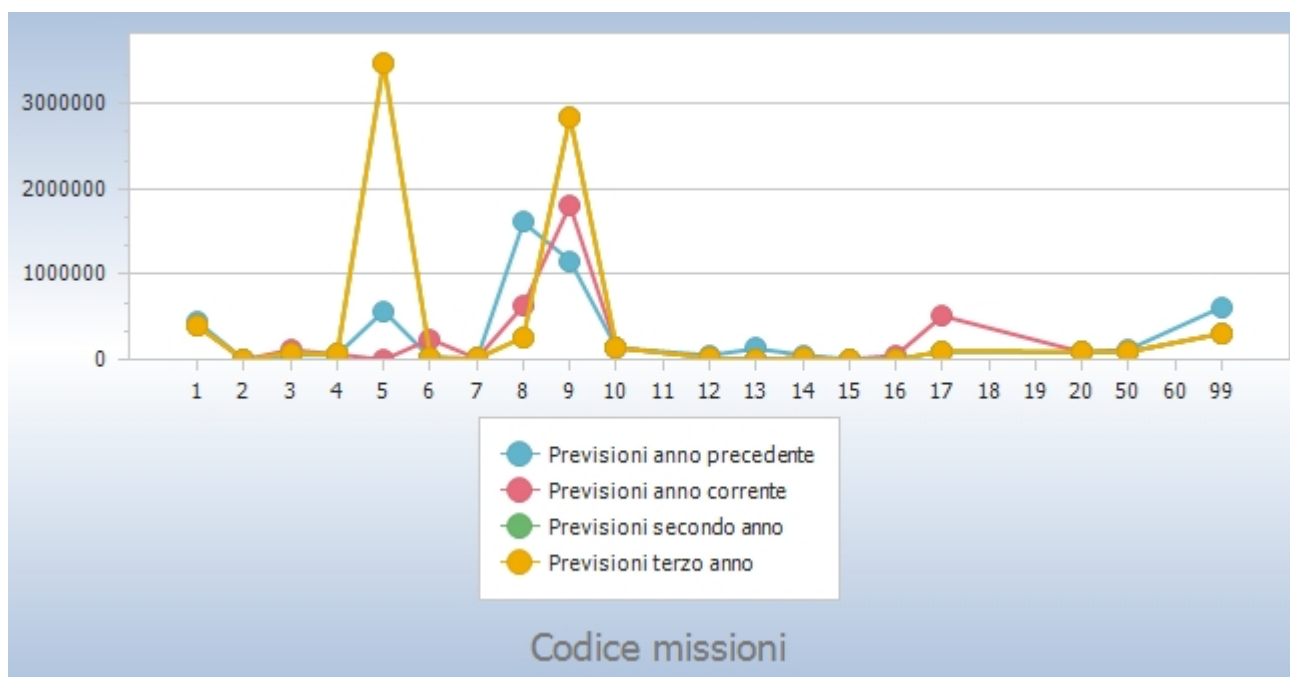 3000000
2000000
1000000
0
1 2 3 4 5 6 7 8 9 10 11 12 13 14 15 16 17 18 19 20 50 60 99
Previsioni anno precedente
Previsioni anno corrente
Previsioni secondo anno
Previsioni terzo anno
Codice missioni